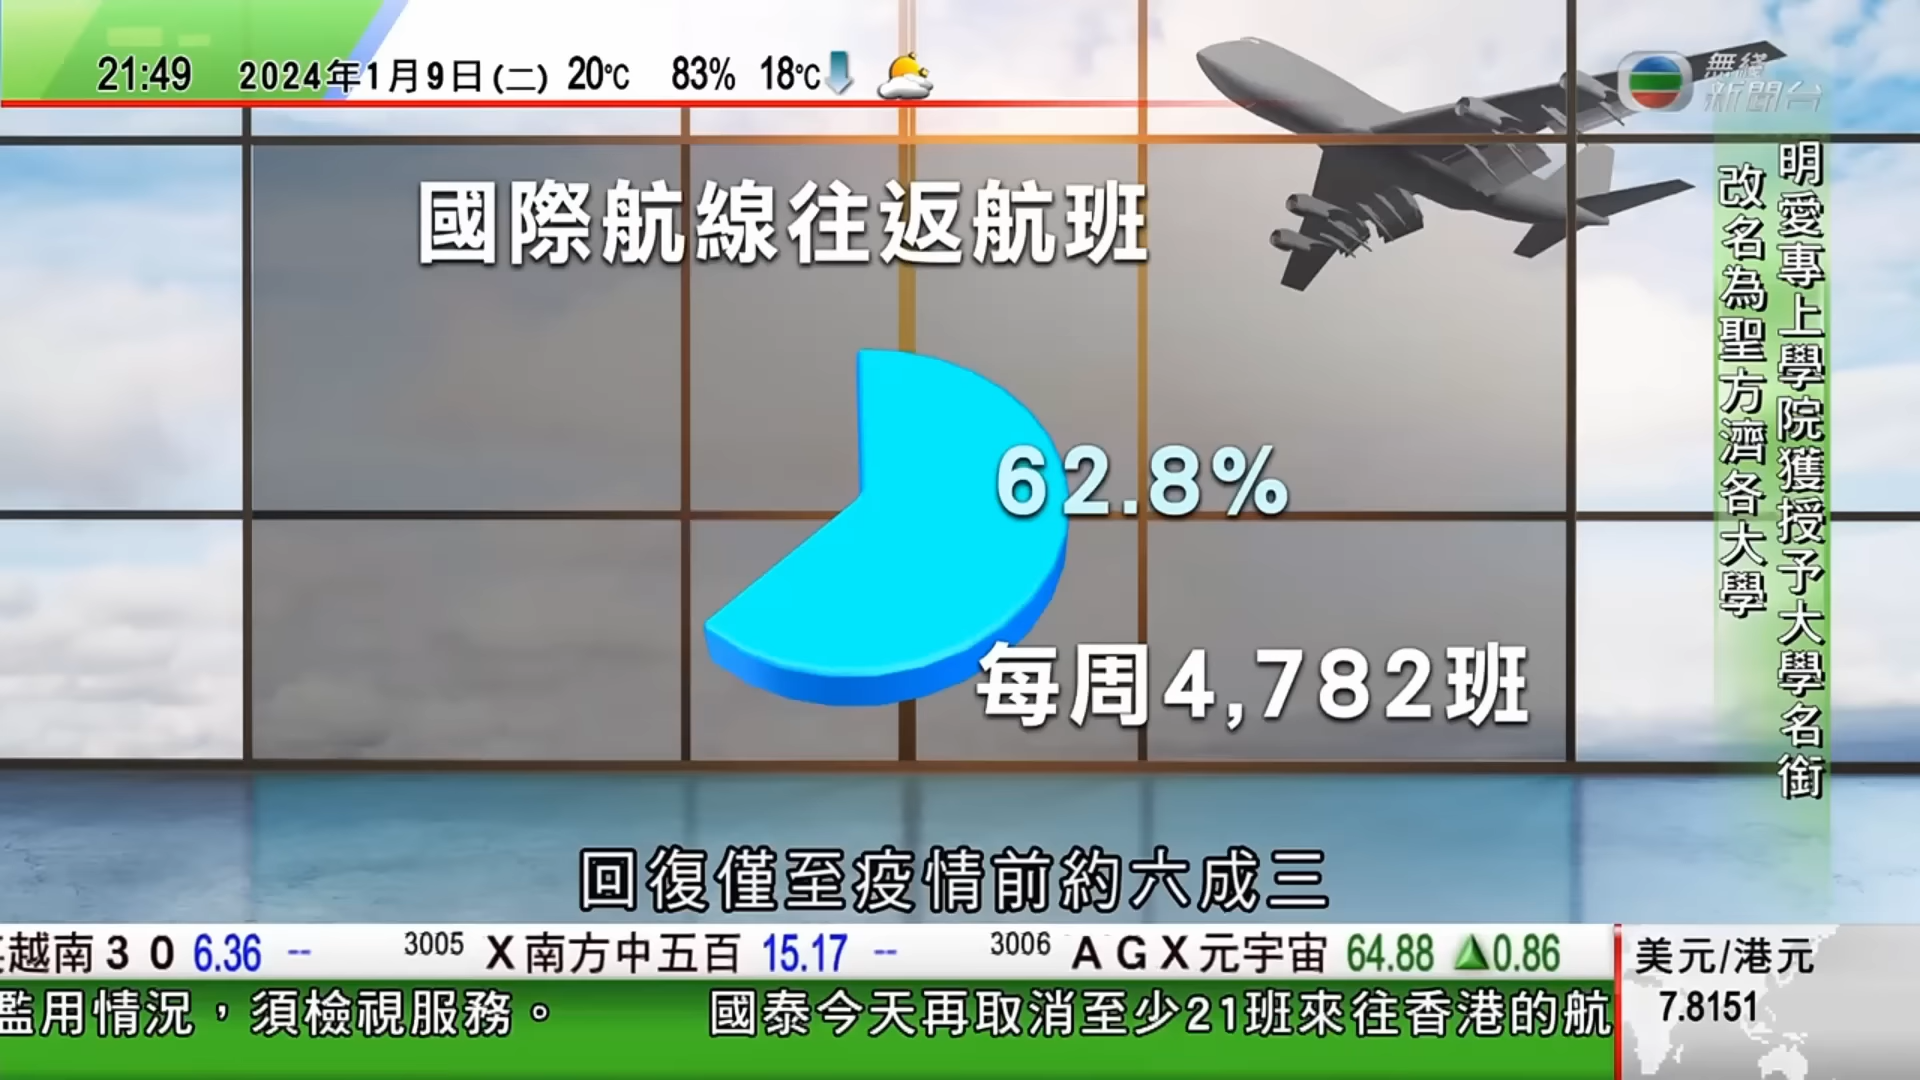 21:49 2024年1月9日(二) 20℃ 83% 18℃
無綫
新聞台
國際航線往返航班
62.8%
每周4,782班
明愛專上學院獲授予大學名銜
改名為聖方濟各大學
回復僅至疫情前約六成三
越南30 6.36 -- 3005 X南方中五百 15.17 -- 3006 AGX元宇宙 64.88 ▲0.86
濫用情況，須檢視服務。 國泰今天再取消至少21班來往香港的航
美元/港元
7.8151